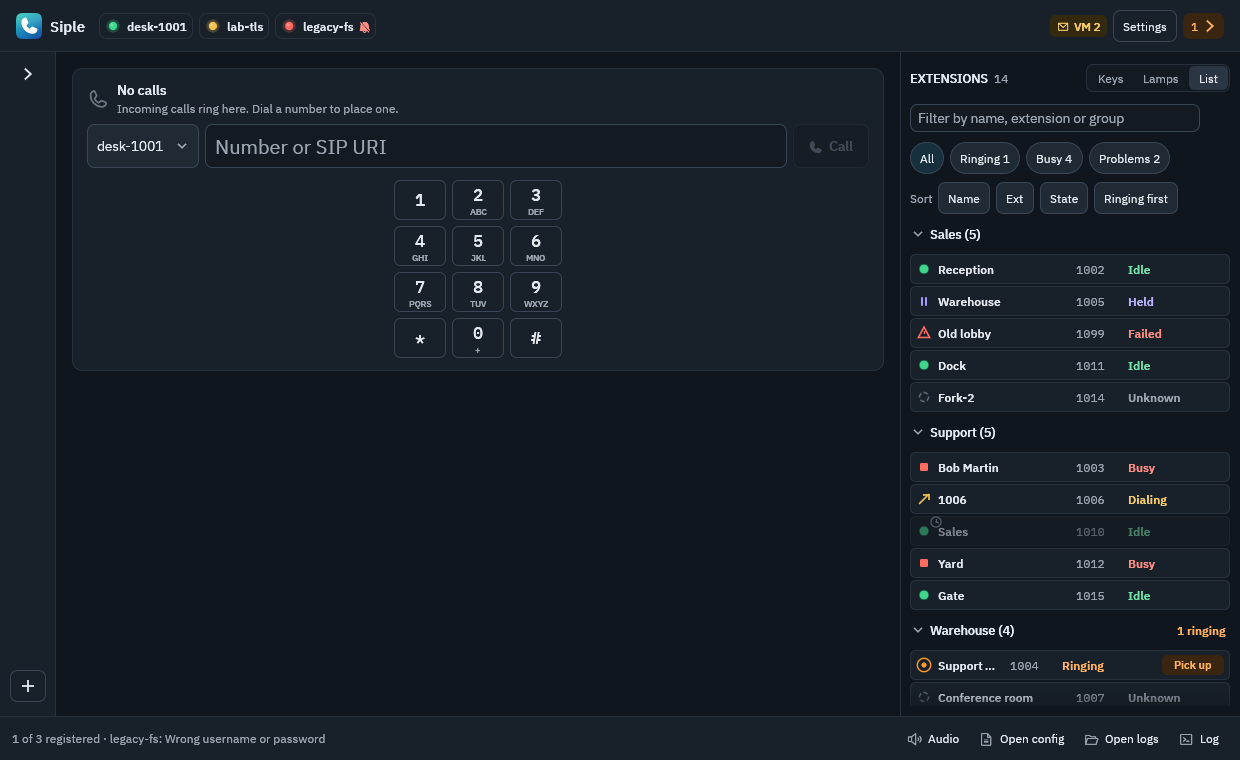 Siple desk-1001 lab-tls legacy-fs VM 2 Settings 1
EXTENSIONS 14 Keys Lamps List
No calls
Incoming calls ring here. Dial a number to place one.
desk-1001 Number or SIP URI Call
1 2 ABC 3 DEF
4 GHI 5 JKL 6 MNO
7 PQRS 8 TUV 9 WXYZ
* 0 + #
Filter by name, extension or group
All Ringing 1 Busy 4 Problems 2
Sort Name Ext State Ringing first
Sales (5)
Reception 1002 Idle
Warehouse 1005 Held
Old lobby 1099 Failed
Dock 1011 Idle
Fork-2 1014 Unknown
Support (5)
Bob Martin 1003 Busy
1006 1006 Dialing
Sales 1010 Idle
Yard 1012 Busy
Gate 1015 Idle
Warehouse (4) 1 ringing
Support ... 1004 Ringing Pick up
Conference room 1007 Unknown
1 of 3 registered · legacy-fs: Wrong username or password Audio Open config Open logs Log